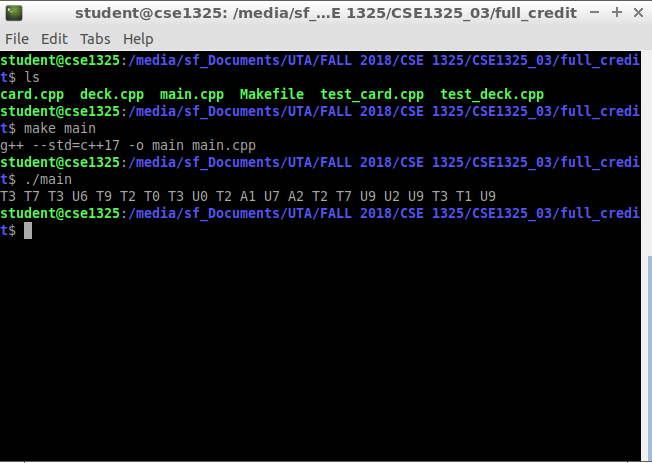 student@cse1325: /media/sf_...E 1325/CSE1325_03/full_credit
File Edit Tabs Help
student@cse1325:/media/sf_Documents/UTA/FALL 2018/CSE 1325/CSE1325_03/full_credi
t$ ls
card.cpp  deck.cpp  main.cpp  Makefile  test_card.cpp  test_deck.cpp
student@cse1325:/media/sf_Documents/UTA/FALL 2018/CSE 1325/CSE1325_03/full_credi
t$ make main
g++ --std=c++17 -o main main.cpp
student@cse1325:/media/sf_Documents/UTA/FALL 2018/CSE 1325/CSE1325_03/full_credi
t$ ./main
T3 T7 T3 U6 T9 T2 T0 T3 U0 T2 A1 U7 A2 T2 T7 U9 U2 U9 T3 T1 U9
student@cse1325:/media/sf_Documents/UTA/FALL 2018/CSE 1325/CSE1325_03/full_credi
t$